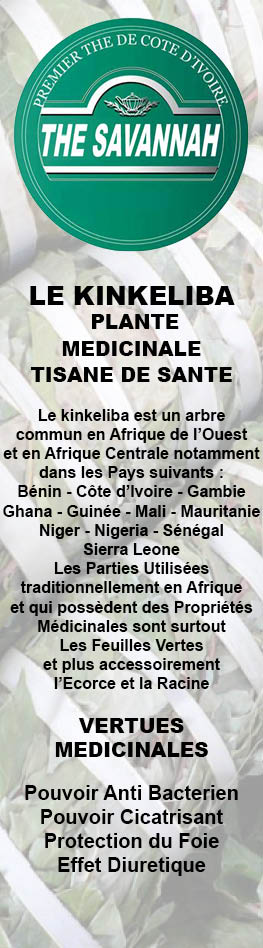 PREMIER THE DE COTE D'IVOIRE
THE SAVANNAH
LE KINKELIBA
PLANTE
MEDICINALE
TISANE DE SANTE
Le kinkeliba est un arbre
commun en Afrique de l'Ouest
et en Afrique Centrale notamment
dans les Pays suivants :
Bénin - Côte d'Ivoire - Gambie
Ghana - Guinée - Mali - Mauritanie
Niger - Nigeria - Sénégal
Sierra Leone
Les Parties Utilisées
traditionnellement en Afrique
et qui possèdent des Propriétés
Médicinales sont surtout
Les Feuilles Vertes
et plus accessoirement
l'Ecorce et la Racine
VERTUES
MEDICINALES
Pouvoir Anti Bacterien
Pouvoir Cicatrisant
Protection du Foie
Effet Diuretique